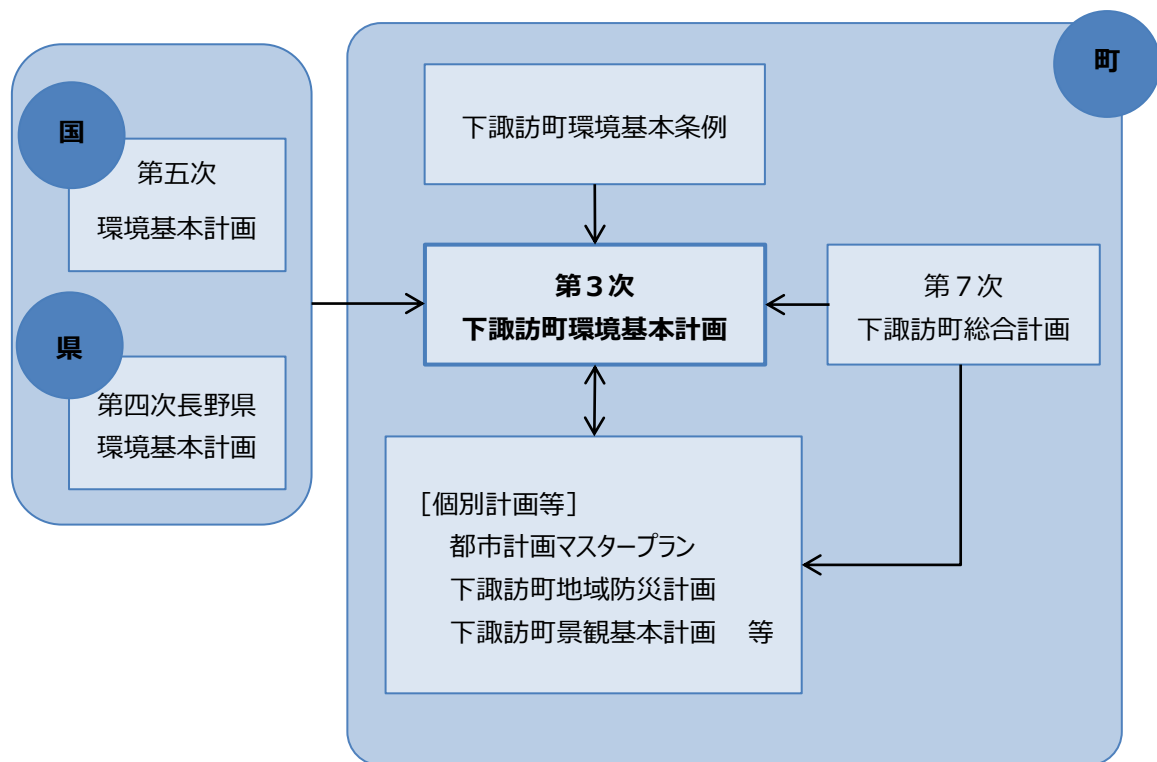 国
第五次
環境基本計画
県
第四次長野県
環境基本計画
町
下諏訪町環境基本条例
第３次
下諏訪町環境基本計画
第７次
下諏訪町総合計画
［個別計画等］
都市計画マスタープラン
下諏訪町地域防災計画
下諏訪町景観基本計画　等